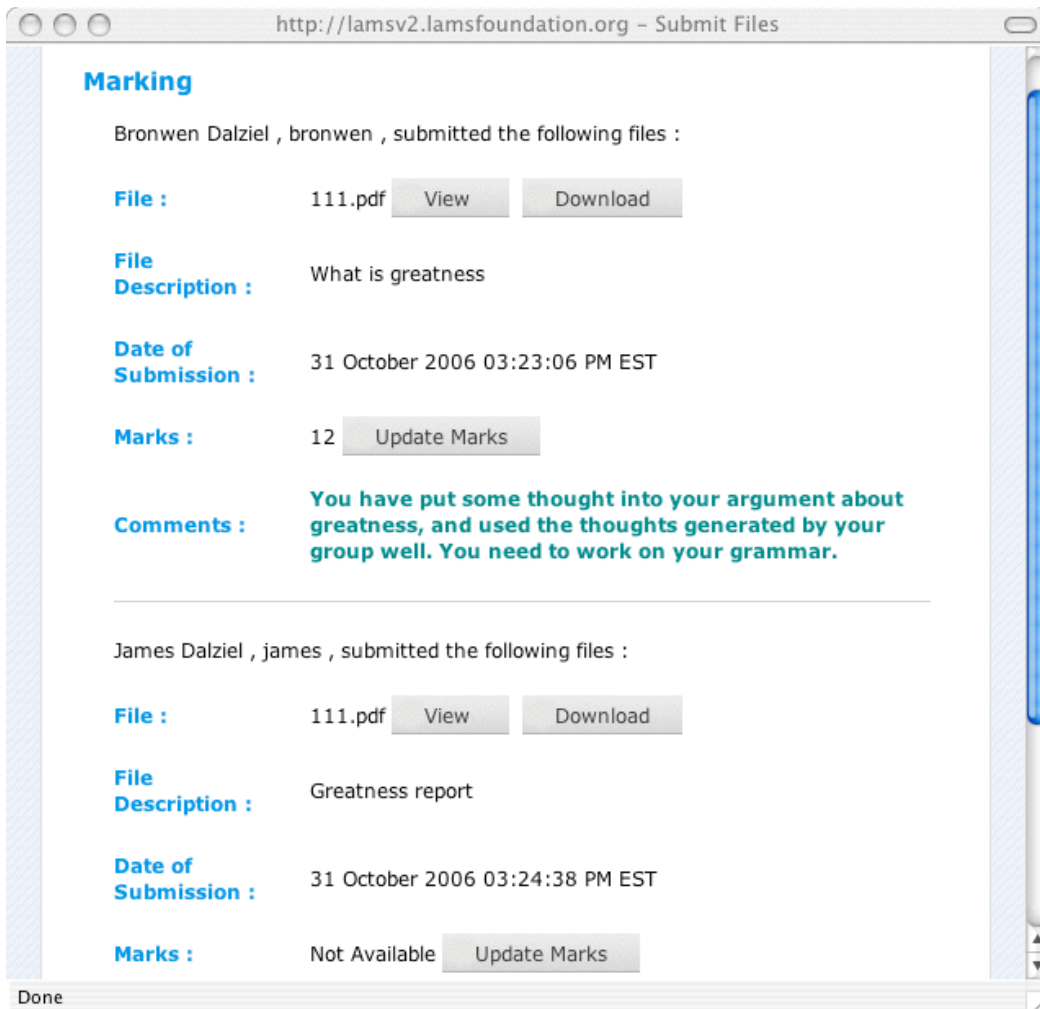 http://lamsv2.lamsfoundation.org – Submit Files
Marking
Bronwen Dalziel , bronwen , submitted the following files :
File : 111.pdf View Download
File
Description : What is greatness
Date of
Submission : 31 October 2006 03:23:06 PM EST
Marks : 12 Update Marks
Comments : You have put some thought into your argument about
greatness, and used the thoughts generated by your
group well. You need to work on your grammar.
James Dalziel , james , submitted the following files :
File : 111.pdf View Download
File
Description : Greatness report
Date of
Submission : 31 October 2006 03:24:38 PM EST
Marks : Not Available Update Marks
Done